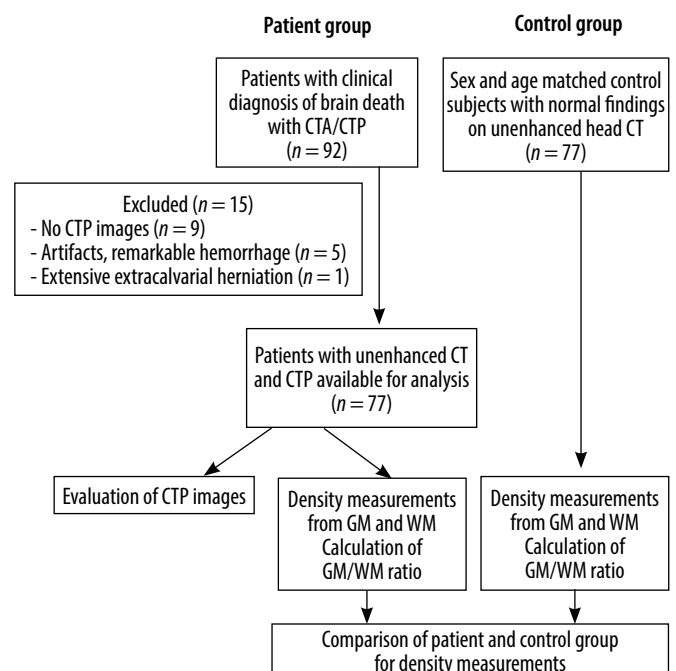 Patient group
Control group
Patients with clinical
diagnosis of brain death
with CTA/CTP
(n = 92)
Sex and age matched control
subjects with normal findings
on unenhanced head CT
(n = 77)
Excluded (n = 15)
- No CTP images (n = 9)
- Artifacts, remarkable hemorrhage (n = 5)
- Extensive extracalvarial herniation (n = 1)
Patients with unenhanced CT
and CTP available for analysis
(n = 77)
Evaluation of CTP images
Density measurements
from GM and WM
Calculation of
GM/WM ratio
Density measurements
from GM and WM
Calculation of
GM/WM ratio
Comparison of patient and control group
for density measurements